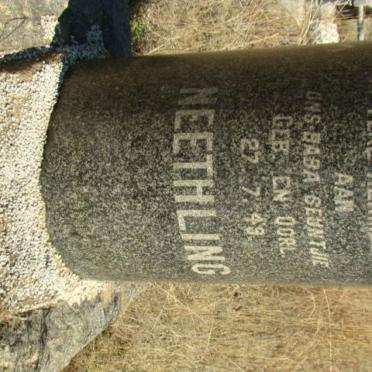 AAN
ONS BABA SEUNTJIE
GEB. EN OORL.
27. 7. 49.
NEETHLING